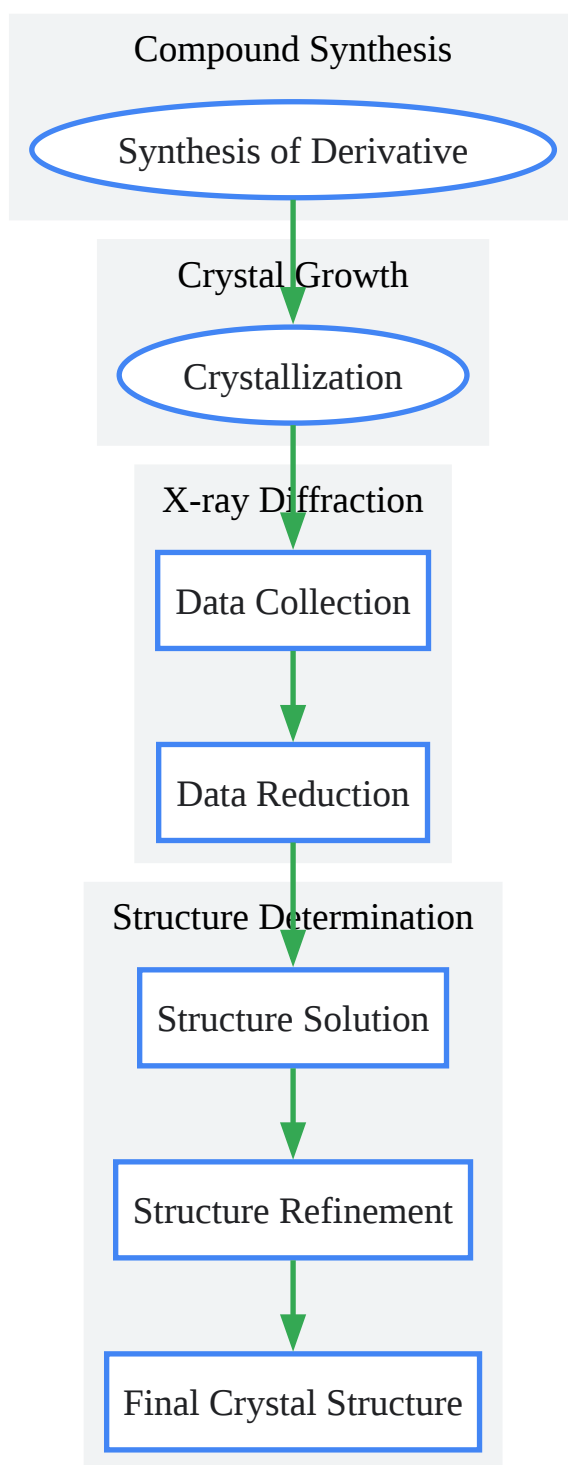 Compound Synthesis
Synthesis of Derivative
Crystal Growth
Crystallization
X-ray Diffraction
Data Collection
Data Reduction
Structure Determination
Structure Solution
Structure Refinement
Final Crystal Structure